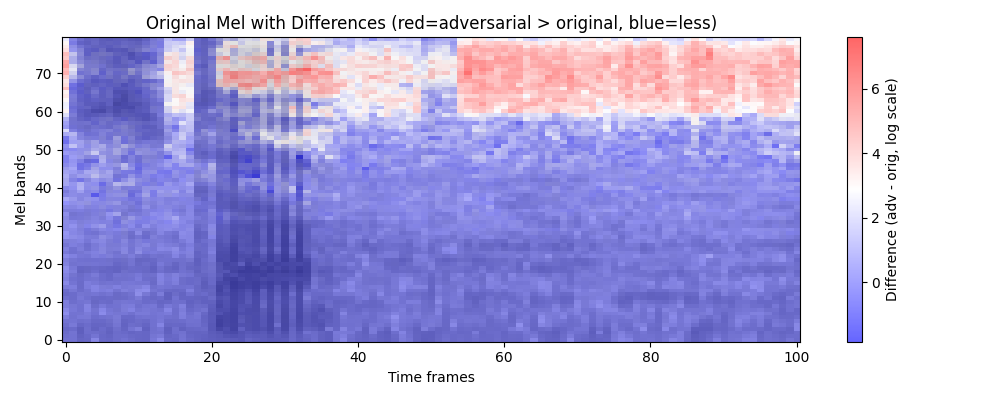 Original Mel with Differences (red=adversarial > original, blue=less)
Mel bands
70
60
50
40
30
20
10
0
0 20 40 60 80 100
Time frames
6
4
2
0
Difference (adv - orig, log scale)